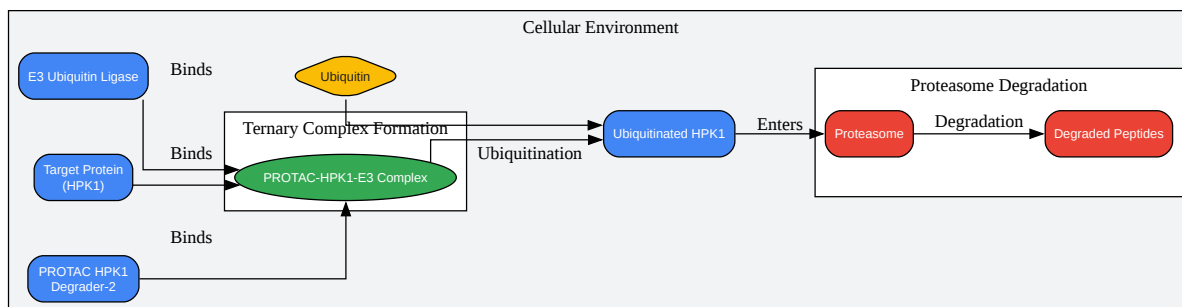 Cellular Environment
E3 Ubiquitin Ligase
Binds
Ubiquitin
Proteasome Degradation
Ternary Complex Formation
Ubiquitinated HPK1
Enters
Proteasome
Degradation
Degraded Peptides
Binds
Ubiquitination
Target Protein
(HPK1)
PROTAC-HPK1-E3 Complex
Binds
PROTAC HPK1
Degrader-2